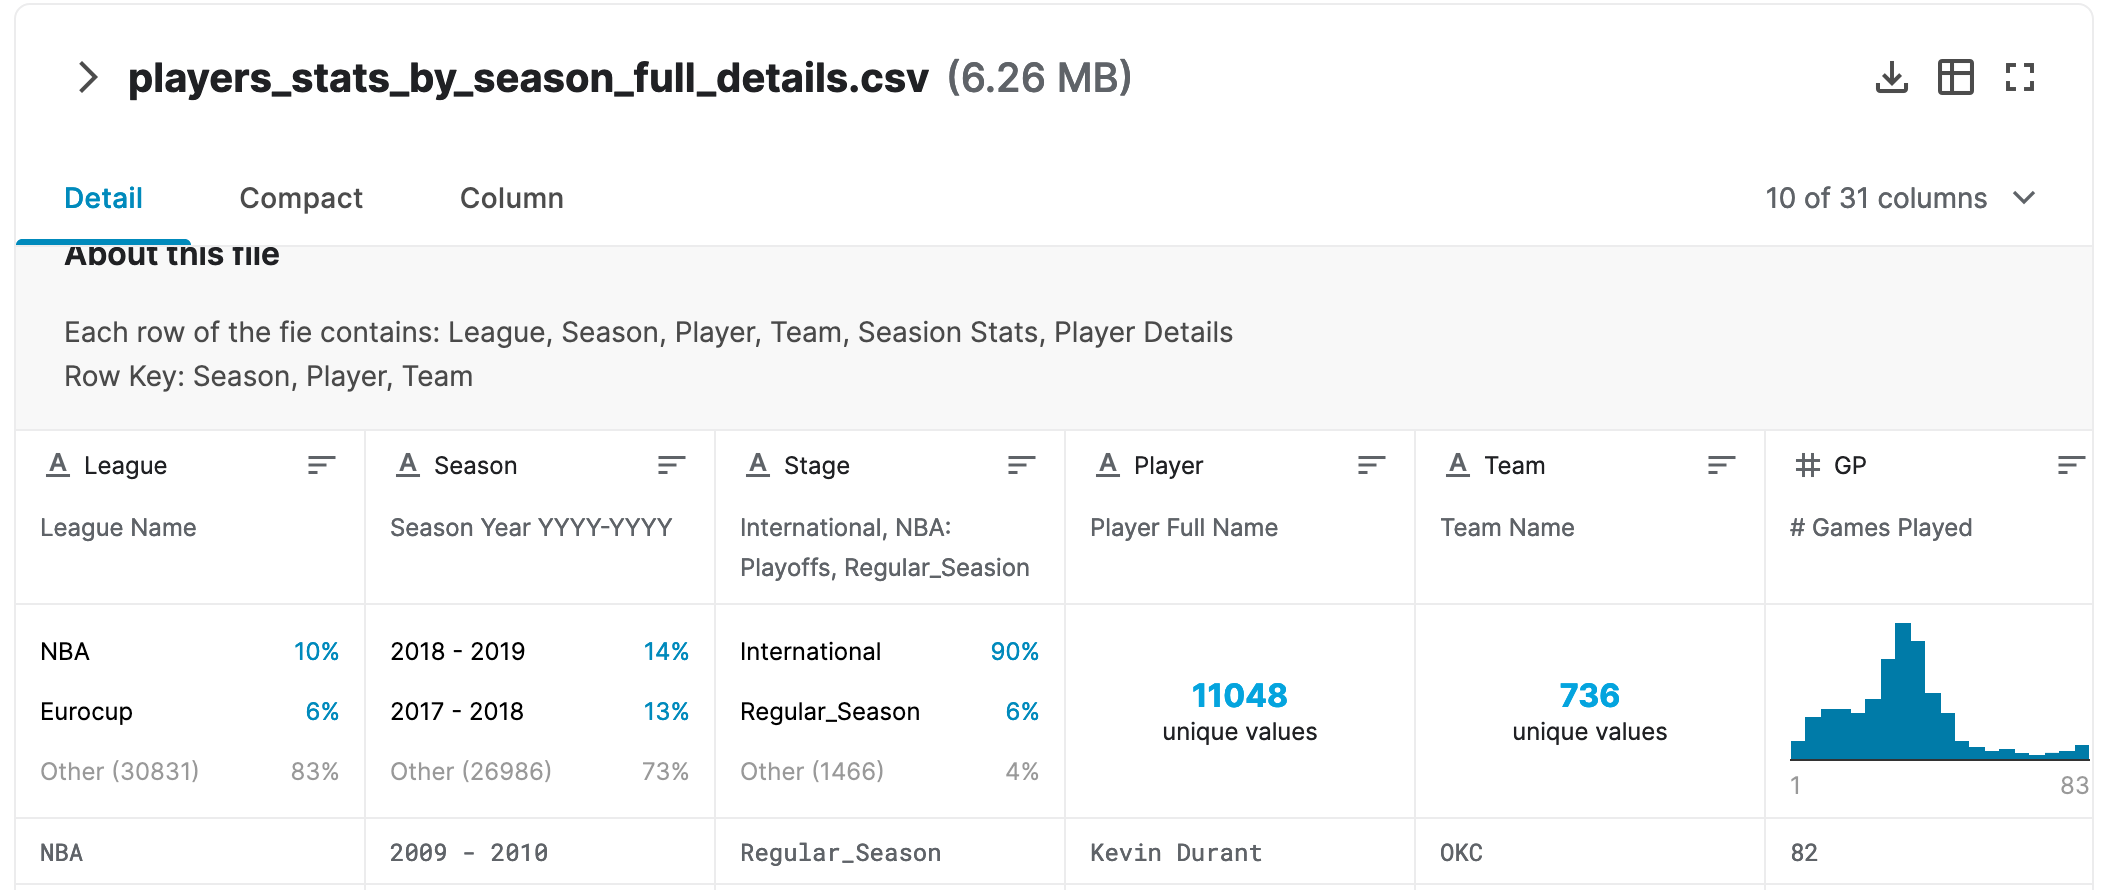 players_stats_by_season_full_details.csv (6.26 MB)
Detail Compact Column 10 of 31 columns
About this file
Each row of the fie contains: League, Season, Player, Team, Seasion Stats, Player Details
Row Key: Season, Player, Team
A League A Season A Stage A Player A Team # GP
League Name Season Year YYYY-YYYY International, NBA: Player Full Name Team Name # Games Played
Playoffs, Regular_Seasion
NBA 10% 2018 - 2019 14% International 90%
11048 736
Eurocup 6% 2017 - 2018 13% Regular_Season 6%
unique values unique values
Other (30831) 83% Other (26986) 73% Other (1466) 4%
1 83
NBA 2009 - 2010 Regular_Season Kevin Durant OKC 82